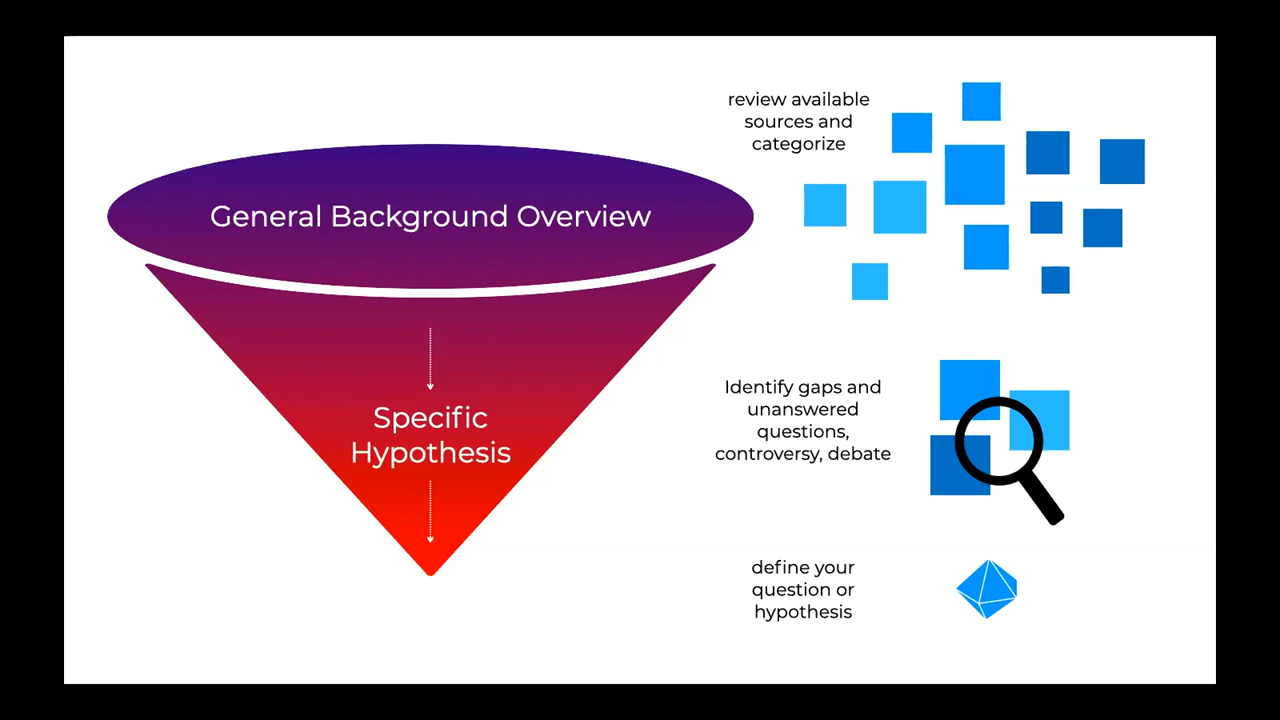 General Background Overview
Specific
Hypothesis
review available
sources and
categorize
Identify gaps and
unanswered
questions,
controversy, debate
define your
question or
hypothesis